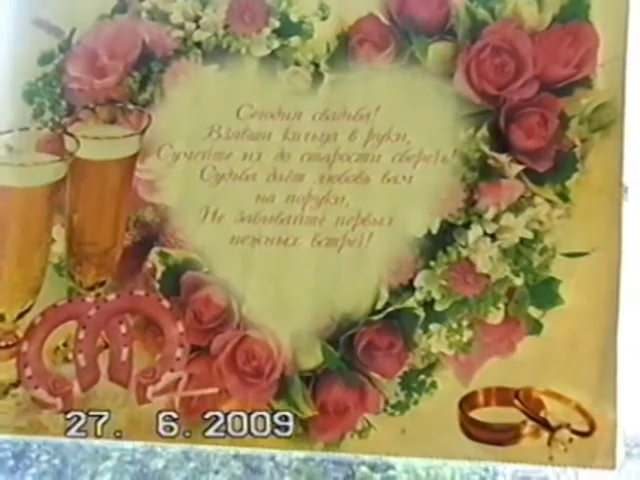 Сегодня свадьба!
Взявши кольца в руки,
Сумейте их до старости сберечь!
Судьба даёт любовь вам
на поруки,
Не забывайте первых
нежных встреч!
27. 6.2009